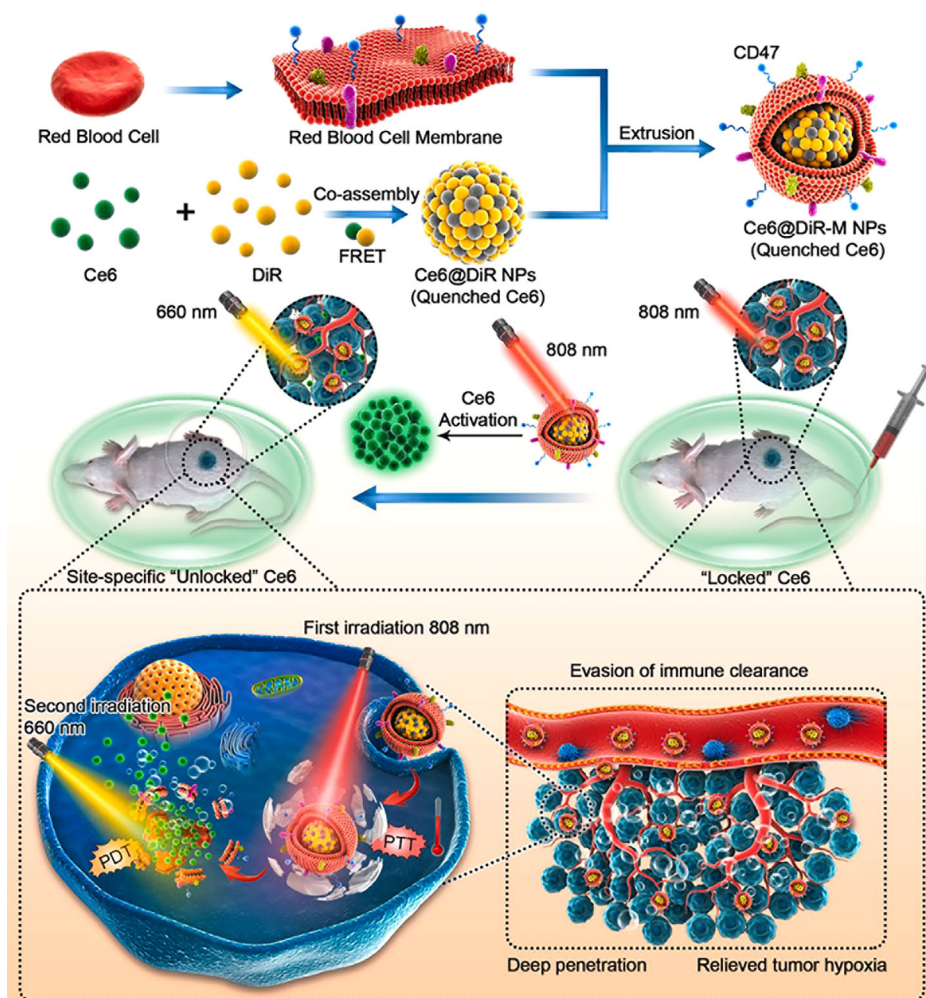 CD47
Red Blood Cell
Red Blood Cell Membrane
Extrusion
Co-assembly
FRET
Ce6
+
DiR
Ce6@DiR NPs
(Quenched Ce6)
Ce6@DiR-M NPs
(Quenched Ce6)
660 nm
808 nm
808 nm
Ce6
Activation
Site-specific “Unlocked” Ce6
“Locked” Ce6
First irradiation 808 nm
Second irradiation
660 nm
PDT
PTT
Evasion of immune clearance
Deep penetration
Relieved tumor hypoxia